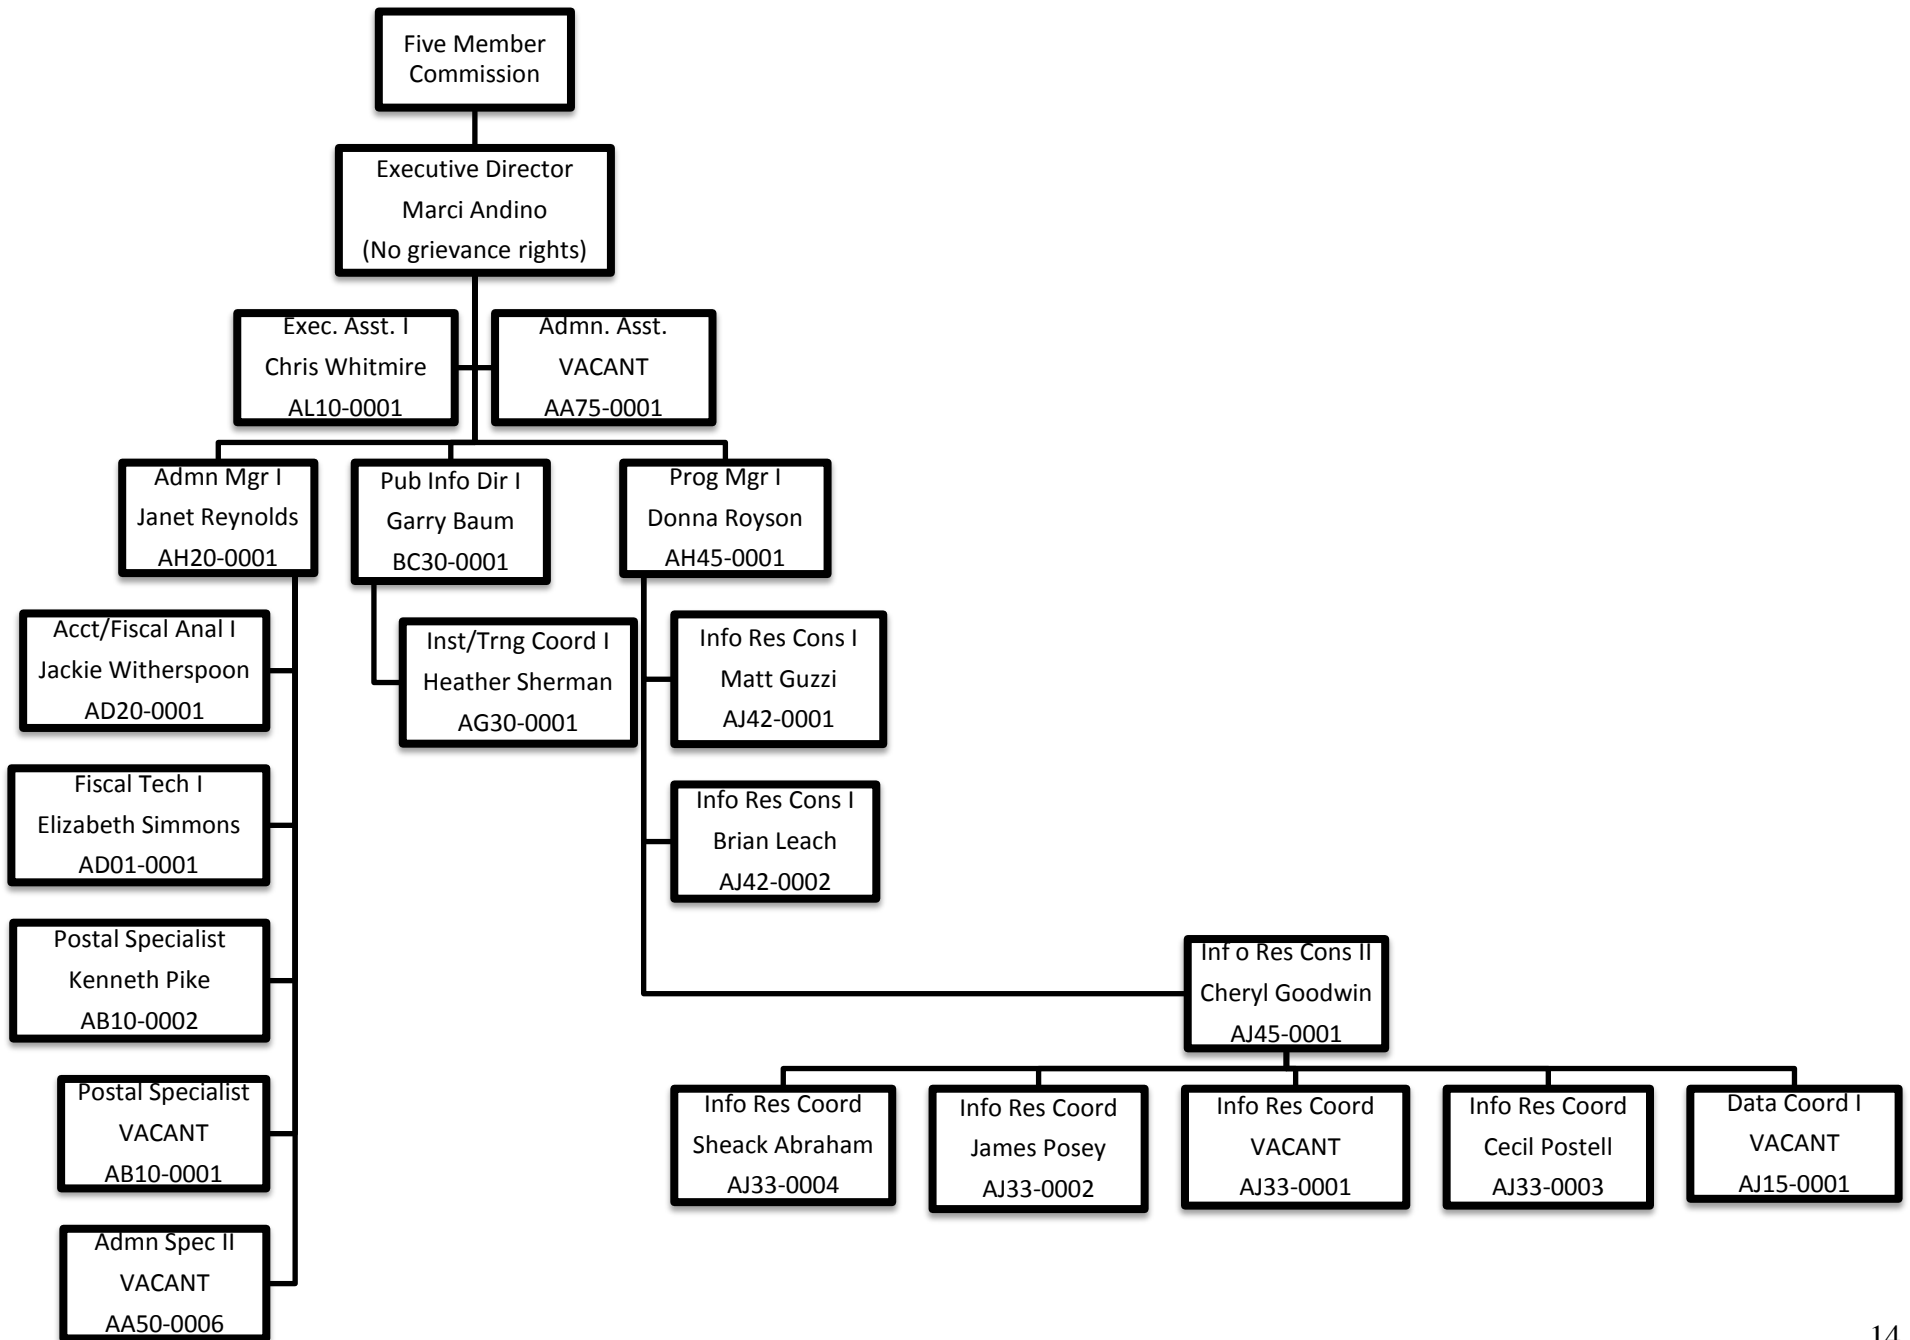 Five Member
Commission
Executive Director
Marci Andino
(No grievance rights)
Exec. Asst. I
Chris Whitmire
AL10-0001
Admn. Asst.
VACANT
AA75-0001
Admn Mgr I
Janet Reynolds
AH20-0001
Pub Info Dir I
Garry Baum
BC30-0001
Prog Mgr I
Donna Royson
AH45-0001
Acct/Fiscal Anal I
Jackie Witherspoon
AD20-0001
Inst/Trng Coord I
Heather Sherman
AG30-0001
Info Res Cons I
Matt Guzzi
AJ42-0001
Fiscal Tech I
Elizabeth Simmons
AD01-0001
Info Res Cons I
Brian Leach
AJ42-0002
Postal Specialist
Kenneth Pike
AB10-0002
Inf o Res Cons II
Cheryl Goodwin
AJ45-0001
Postal Specialist
VACANT
AB10-0001
Info Res Coord
Sheack Abraham
AJ33-0004
Info Res Coord
James Posey
AJ33-0002
Info Res Coord
VACANT
AJ33-0001
Info Res Coord
Cecil Postell
AJ33-0003
Data Coord I
VACANT
AJ15-0001
Admn Spec II
VACANT
AA50-0006
14